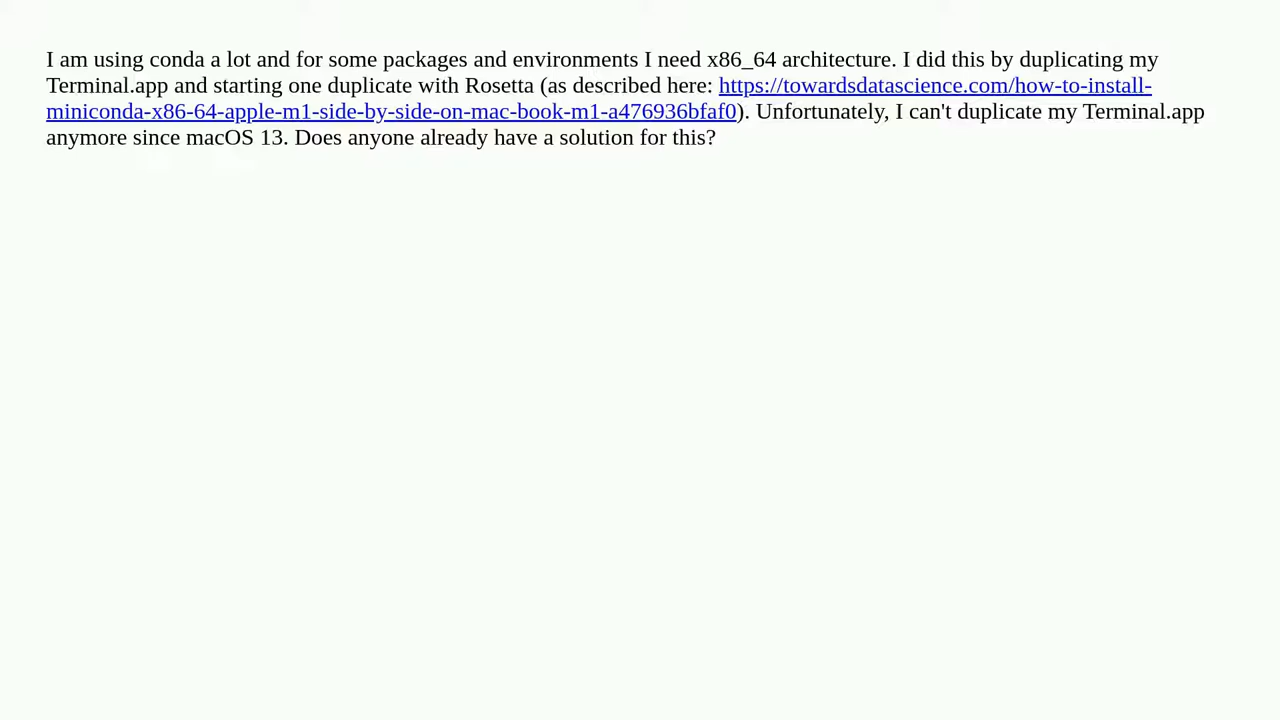 I am using conda a lot and for some packages and environments I need x86_64 architecture. I did this by duplicating my
Terminal.app and starting one duplicate with Rosetta (as described here: https://towardsdatascience.com/how-to-install-
miniconda-x86-64-apple-m1-side-by-side-on-mac-book-m1-a476936bfaf0). Unfortunately, I can't duplicate my Terminal.app
anymore since macOS 13. Does anyone already have a solution for this?